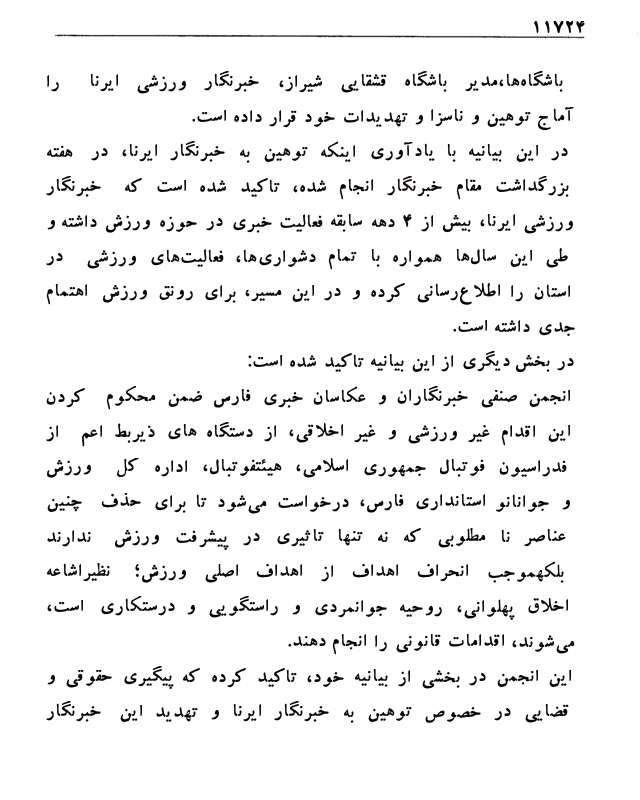 ۱۱۷۲۴
باشگاه‌ها،مدیر باشگاه قشقایی شیراز، خبرنگار ورزشی ایرنا را
آماج توهین و ناسزا و تهدیدات خود قرار داده است.
در این بیانیه با یادآوری اینکه توهین به خبرنگار ایرنا، در هفته
بزرگداشت مقام خبرنگار انجام شده، تاکید شده است که خبرنگار
ورزشی ایرنا، بیش از ۴ دهه سابقه فعالیت خبری در حوزه ورزش داشته و
طی این سال‌ها همواره با تمام دشواری‌ها، فعالیت‌های ورزشی در
استان را اطلاع‌رسانی کرده و در این مسیر، برای رونق ورزش اهتمام
جدی داشته است.
در بخش دیگری از این بیانیه تاکید شده است:
انجمن صنفی خبرنگاران و عکاسان خبری فارس ضمن محکوم کردن
این اقدام غیر ورزشی و غیر اخلاقی، از دستگاه های ذیربط اعم از
فدراسیون فوتبال جمهوری اسلامی، هیئتفوتبال، اداره کل ورزش
و جوانانو استانداری فارس، درخواست می‌شود تا برای حذف چنین
عناصر نا مطلوبی که نه تنها تاثیری در پیشرفت ورزش ندارند
بلکهموجب انحراف اهداف از اهداف اصلی ورزش؛ نظیراشاعه
اخلاق پهلوانی، روحیه جوانمردی و راستگویی و درستکاری است،
می‌شوند، اقدامات قانونی را انجام دهند.
این انجمن در بخشی از بیانیه خود، تاکید کرده که پیگیری حقوقی و
قضایی در خصوص توهین به خبرنگار ایرنا و تهدید این خبرنگار